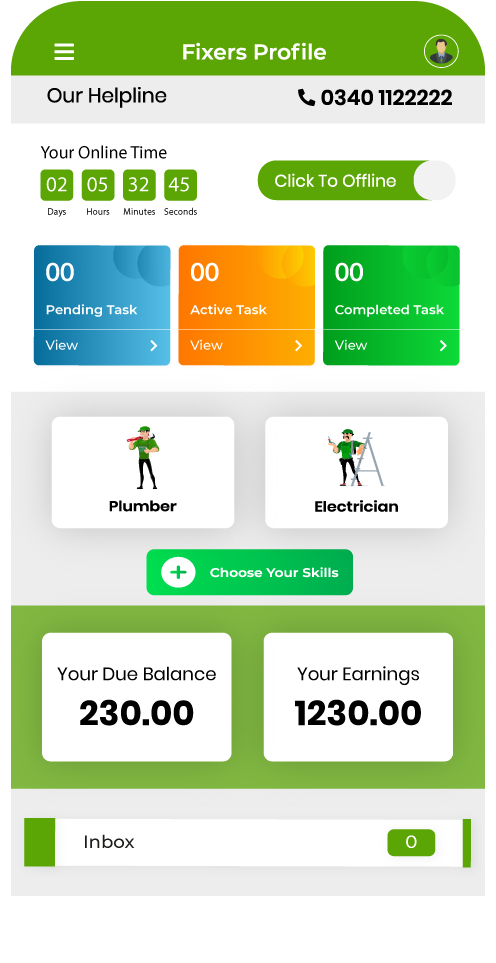 Fixers Profile
Our Helpline
0340 1122222
Your Online Time
02 05 32 45
Days Hours Minutes Seconds
Click To Offline
00 00 00
Pending Task Active Task Completed Task
View View View
Plumber Electrician
Choose Your Skills
Your Due Balance Your Earnings
230.00 1230.00
Inbox 0